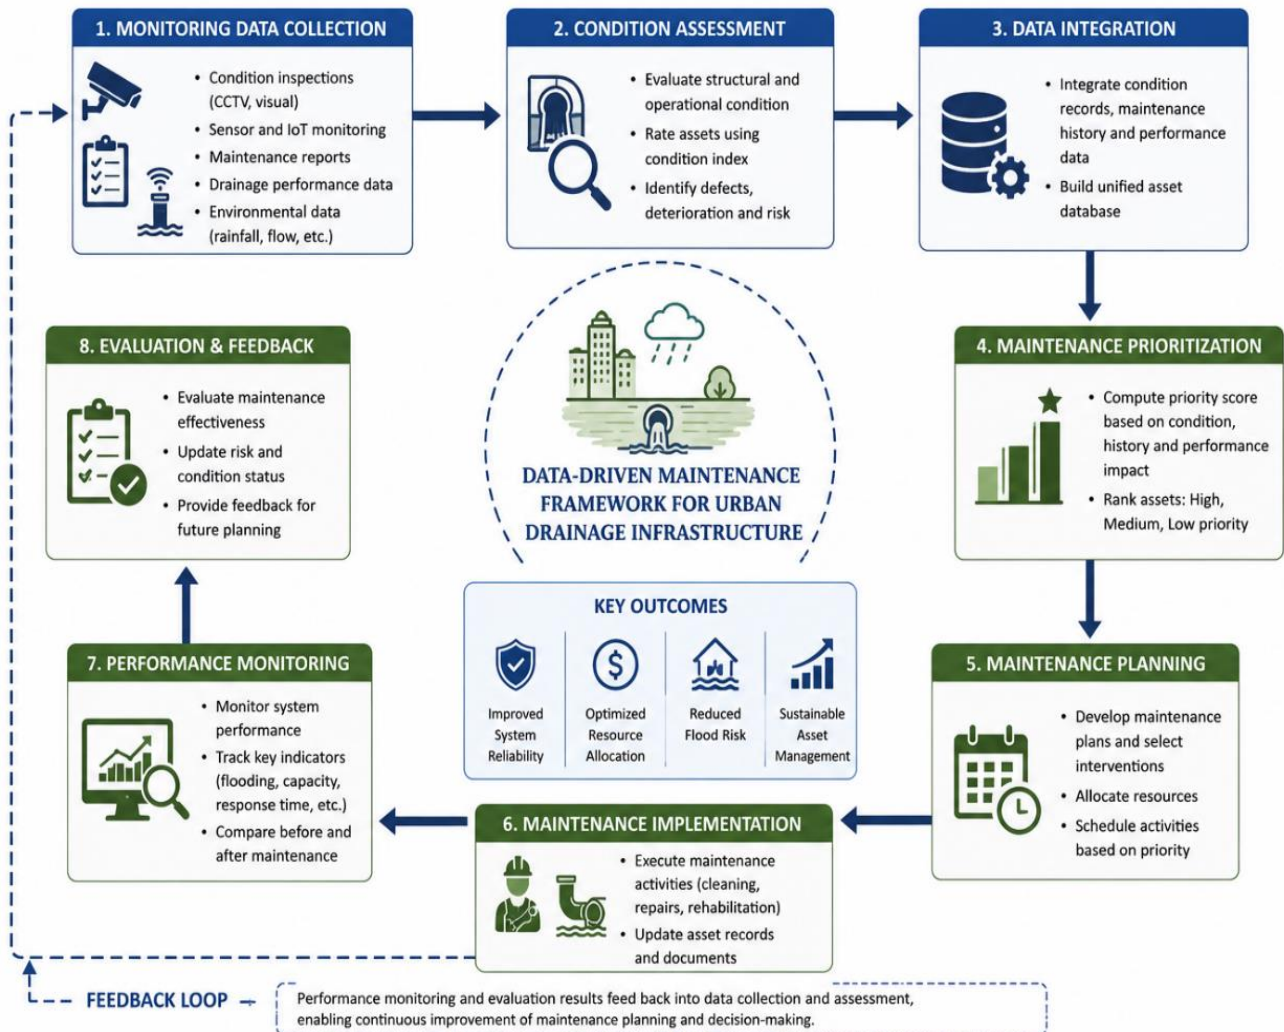 1. MONITORING DATA COLLECTION
• Condition inspections
(CCTV, visual)
• Sensor and IoT monitoring
• Maintenance reports
• Drainage performance data
• Environmental data
(rainfall, flow, etc.)
2. CONDITION ASSESSMENT
• Evaluate structural and
operational condition
• Rate assets using
condition index
• Identify defects,
deterioration and risk
3. DATA INTEGRATION
• Integrate condition
records, maintenance
history and performance
data
• Build unified asset
database
4. MAINTENANCE PRIORITIZATION
• Compute priority score
based on condition,
history and performance
impact
• Rank assets: High,
Medium, Low priority
5. MAINTENANCE PLANNING
• Develop maintenance
plans and select
interventions
• Allocate resources
• Schedule activities
based on priority
6. MAINTENANCE IMPLEMENTATION
• Execute maintenance
activities (cleaning,
repairs, rehabilitation)
• Update asset records
and documents
7. PERFORMANCE MONITORING
• Monitor system
performance
• Track key indicators
(flooding, capacity,
response time, etc.)
• Compare before and
after maintenance
8. EVALUATION & FEEDBACK
• Evaluate maintenance
effectiveness
• Update risk and
condition status
• Provide feedback for
future planning
DATA-DRIVEN MAINTENANCE
FRAMEWORK FOR URBAN
DRAINAGE INFRASTRUCTURE
KEY OUTCOMES
$
Improved
System
Reliability
Optimized
Resource
Allocation
Reduced
Flood Risk
Sustainable
Asset
Management
FEEDBACK LOOP
Performance monitoring and evaluation results feed back into data collection and assessment,
enabling continuous improvement of maintenance planning and decision-making.